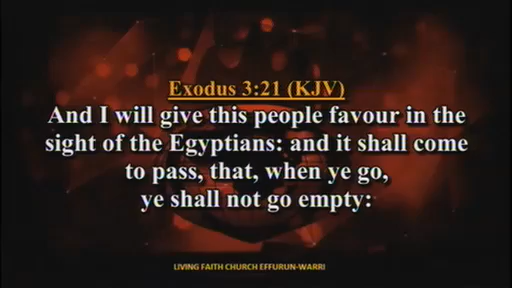 Exodus 3:21 (KJV)
And I will give this people favour in the
sight of the Egyptians: and it shall come
to pass, that, when ye go,
ye shall not go empty:
LIVING FAITH CHURCH EFFURUN-WARRI